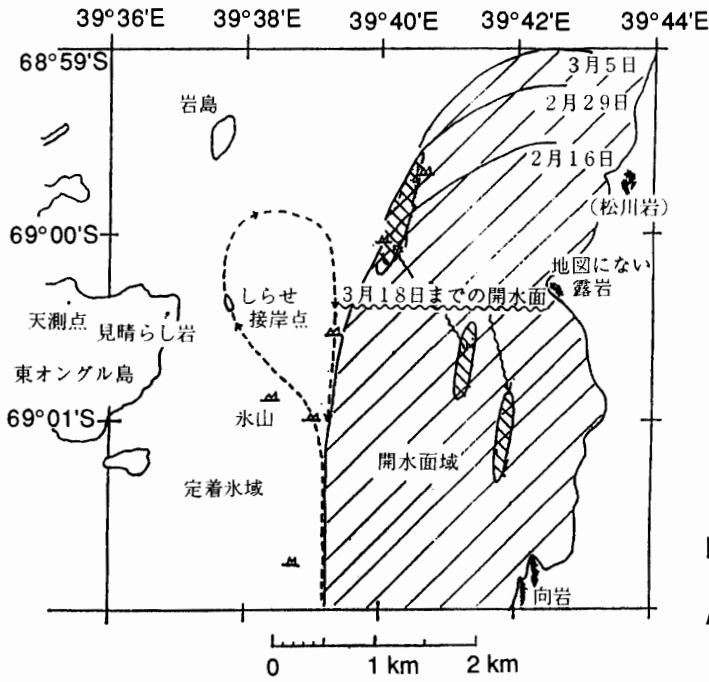 39°36'E 39°38'E 39°40'E 39°42'E 39°44'E
68°59'S
3月5日
岩島
2月29日
2月16日
(松川岩)
69°00'S
地図にない
露岩
しらせ
接岸点
3月18日までの開水面
天測点
見晴らし岩
東オングル島
69°01'S
氷山
開水面域
定着氷域
向岩
0 1 km 2 km